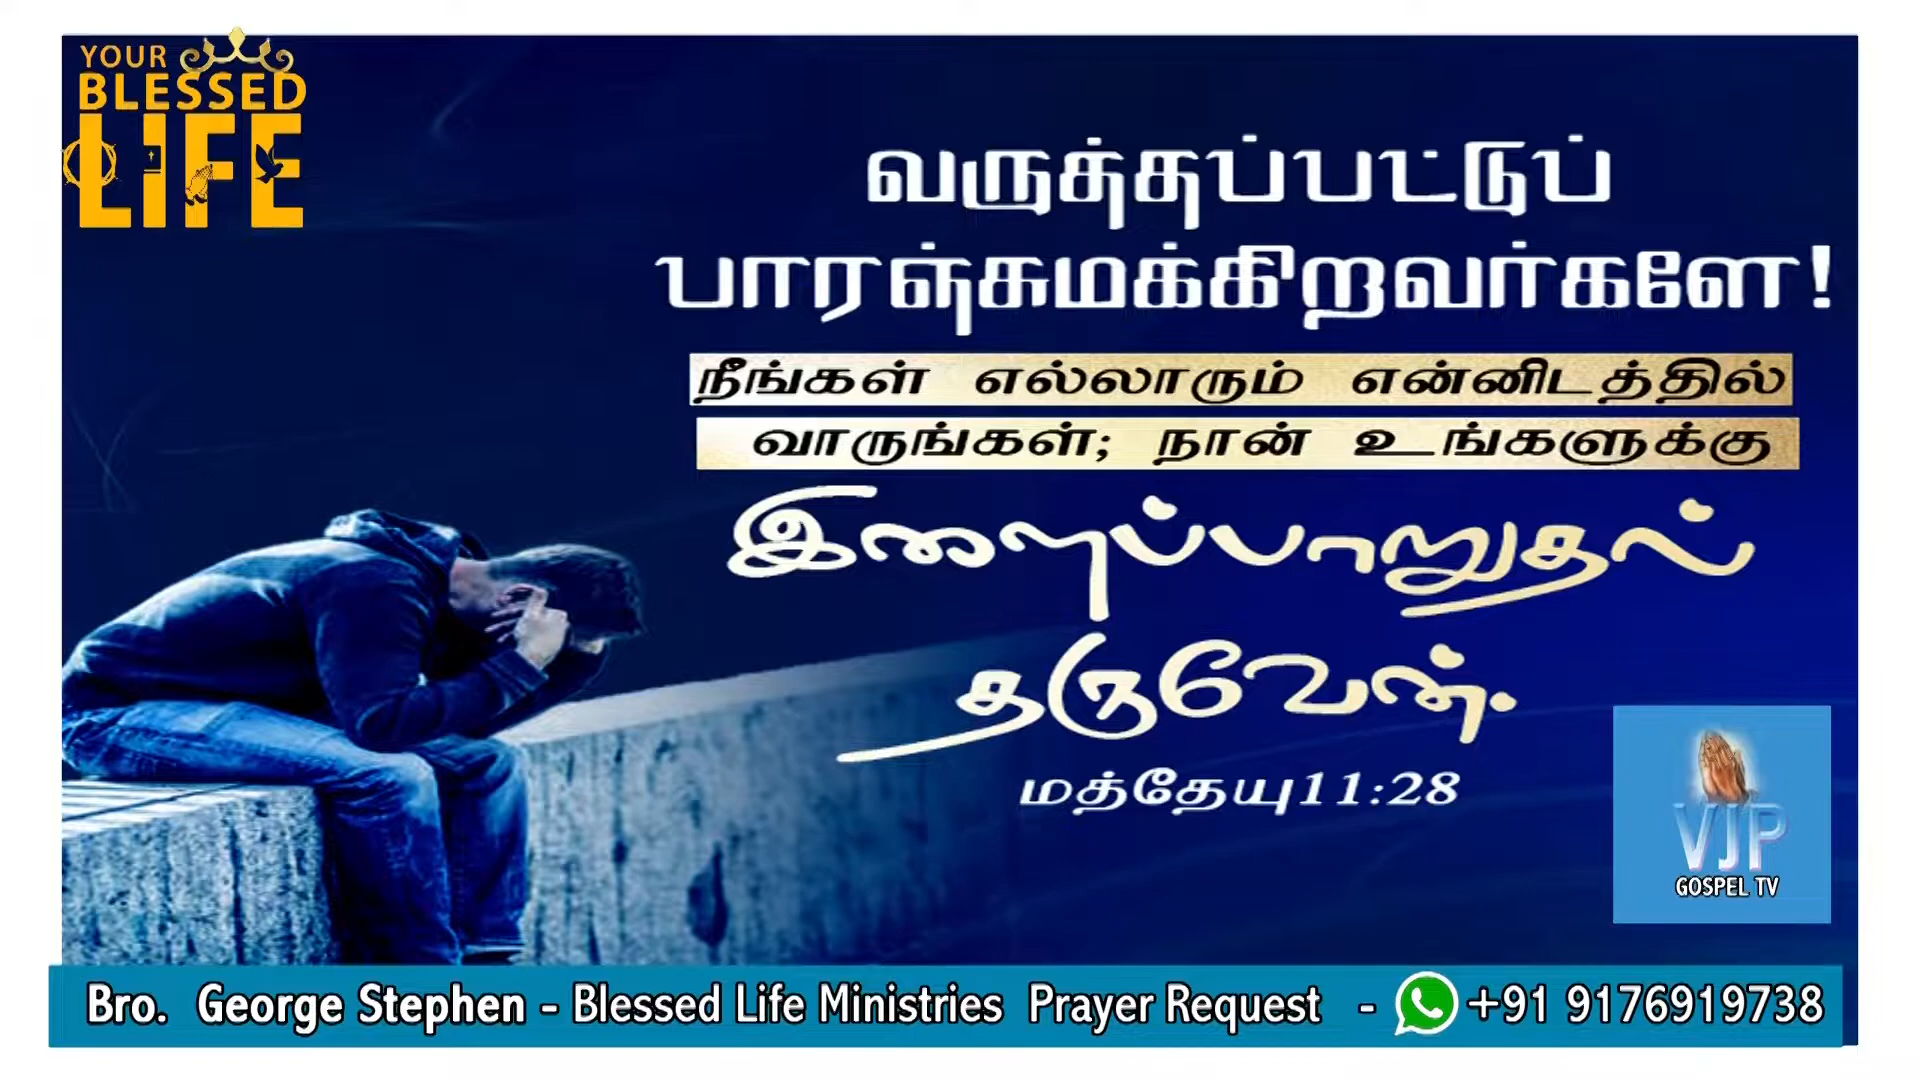 YOUR
BLESSED
LIFE
வருத்தப்பட்டுப்
பாரஞ்சுமக்கிறவர்களே!
நீங்கள் எல்லாரும் என்னிடத்தில்
வாருங்கள்; நான் உங்களுக்கு
இளைப்பாறுதல்
தருவேன்.
மத்தேயு11:28
VJP
GOSPEL TV
Bro. George Stephen - Blessed Life Ministries Prayer Request - +91 9176919738